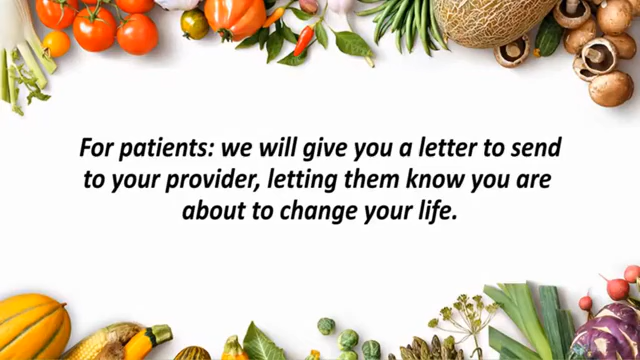 For patients: we will give you a letter to send
to your provider, letting them know you are
about to change your life.